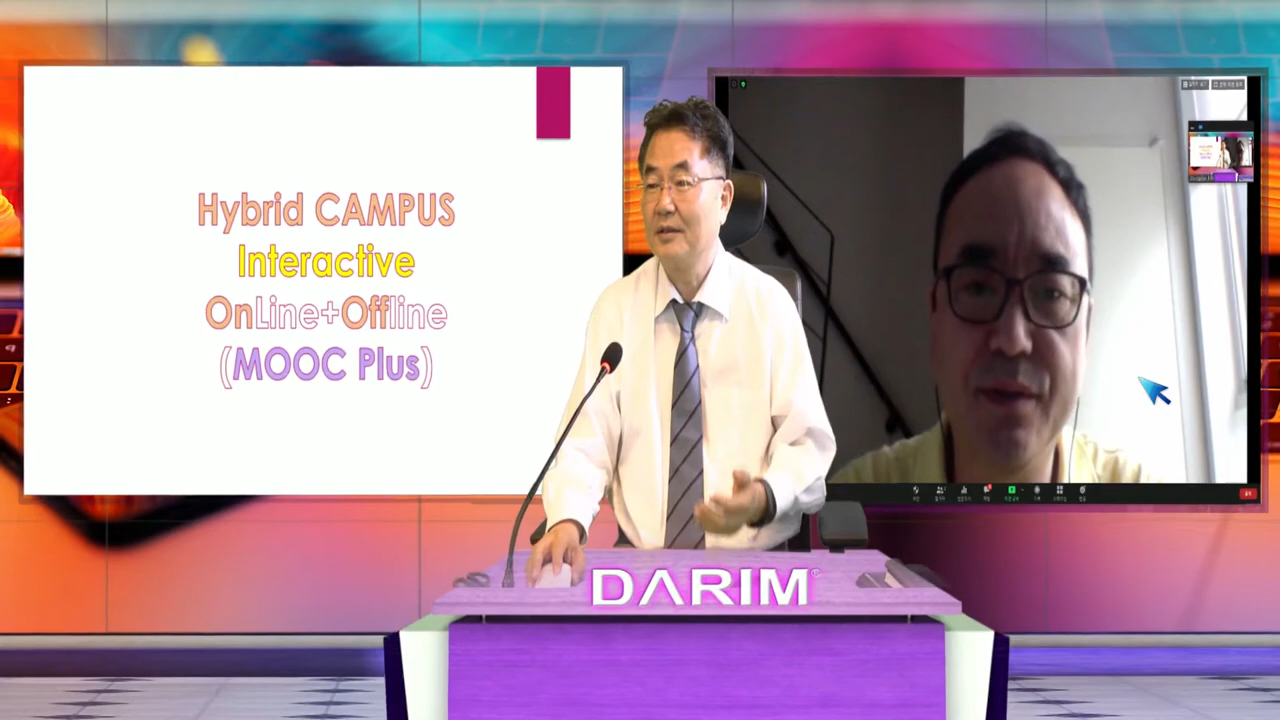 Hybrid CAMPUS
Interactive
OnLine+Offline
(MOOC Plus)
DARIM®